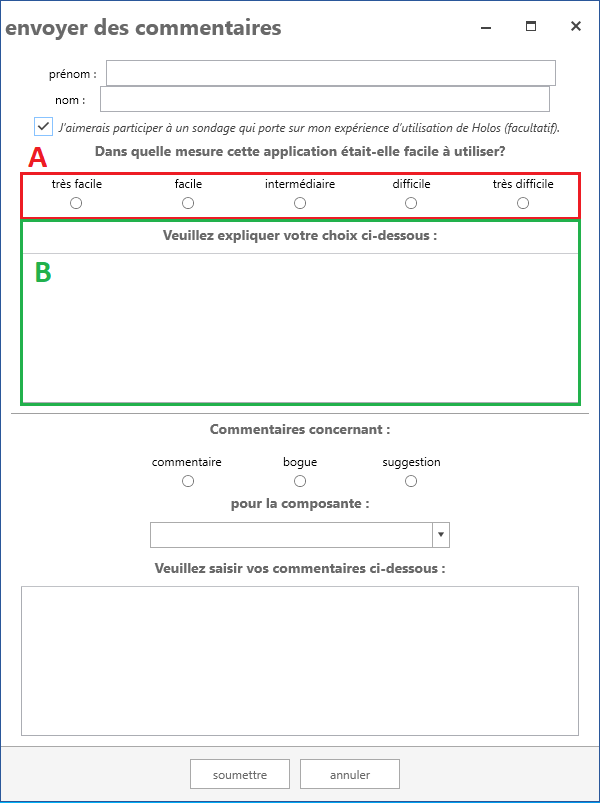 envoyer des commentaires
prénom :
nom :
J'aimerais participer à un sondage qui porte sur mon expérience d'utilisation de Holos (facultatif).
A
Dans quelle mesure cette application était-elle facile à utiliser?
très facile facile intermédiaire difficile très difficile
Veuillez expliquer votre choix ci-dessous :
B
Commentaires concernant :
commentaire bogue suggestion
pour la composante :
Veuillez saisir vos commentaires ci-dessous :
soumettre annuler